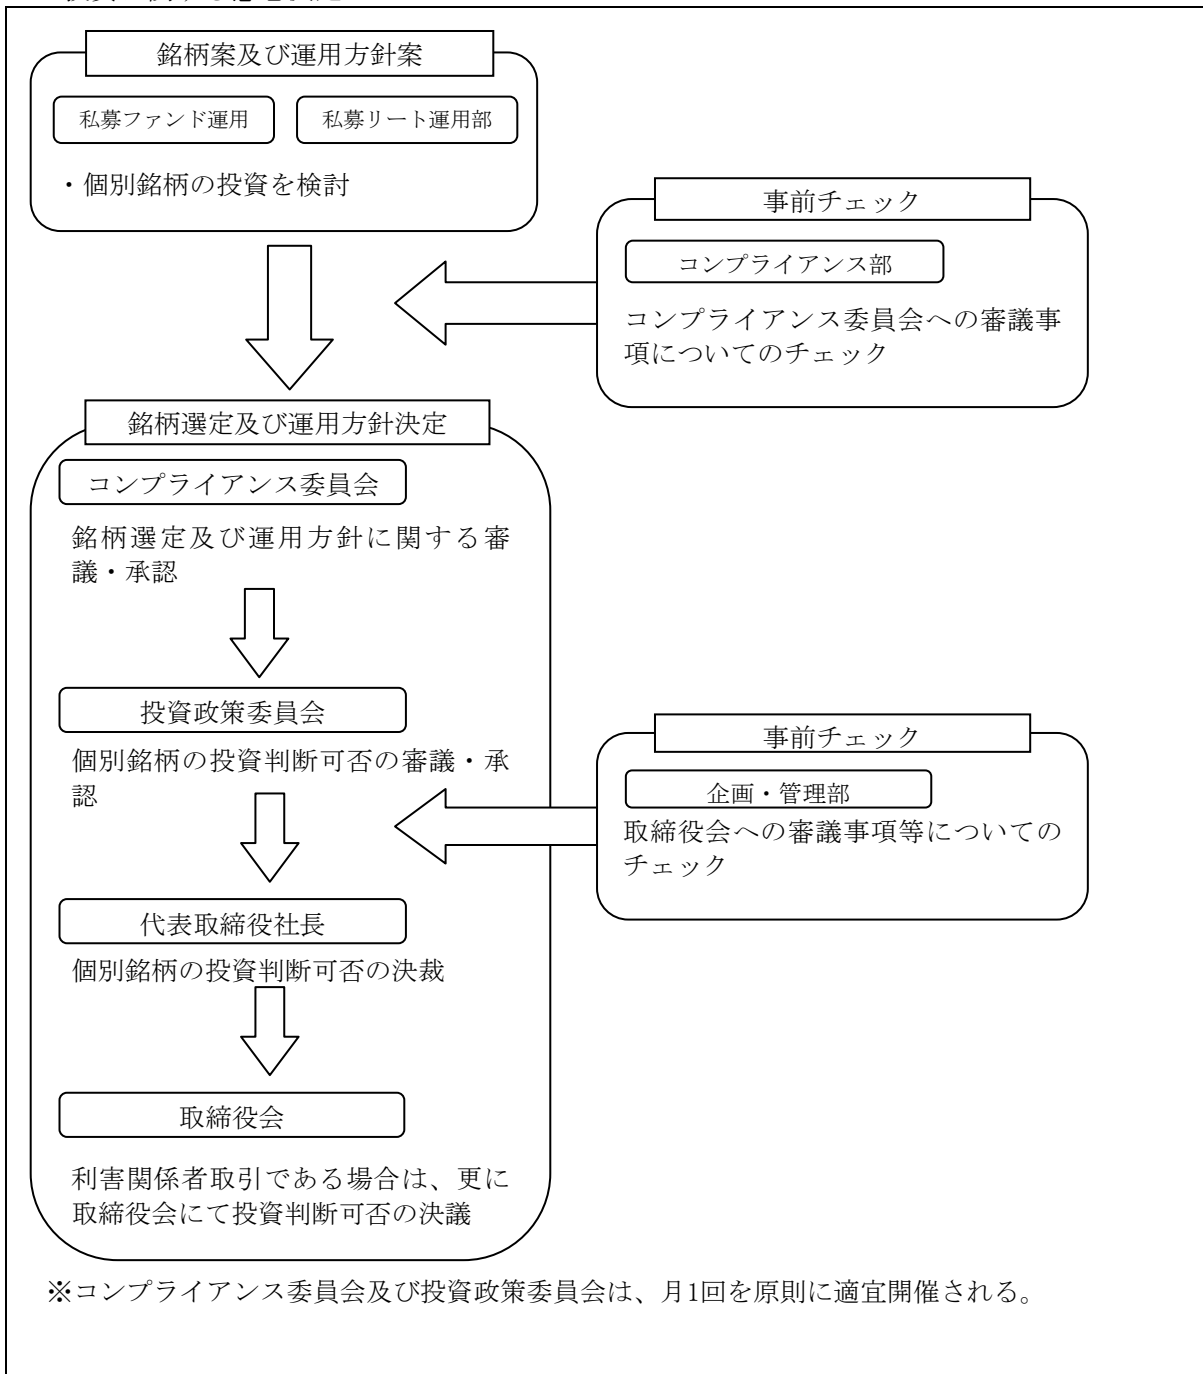 銘柄案及び運用方針案
私募ファンド運用
私募リート運用部
・個別銘柄の投資を検討
事前チェック
コンプライアンス部
コンプライアンス委員会への審議事
項についてのチェック
銘柄選定及び運用方針決定
コンプライアンス委員会
銘柄選定及び運用方針に関する審
議・承認
投資政策委員会
個別銘柄の投資判断可否の審議・承
認
事前チェック
企画・管理部
取締役会への審議事項等についての
チェック
代表取締役社長
個別銘柄の投資判断可否の決裁
取締役会
利害関係者取引である場合は、更に
取締役会にて投資判断可否の決議
※コンプライアンス委員会及び投資政策委員会は、月1回を原則に適宜開催される。